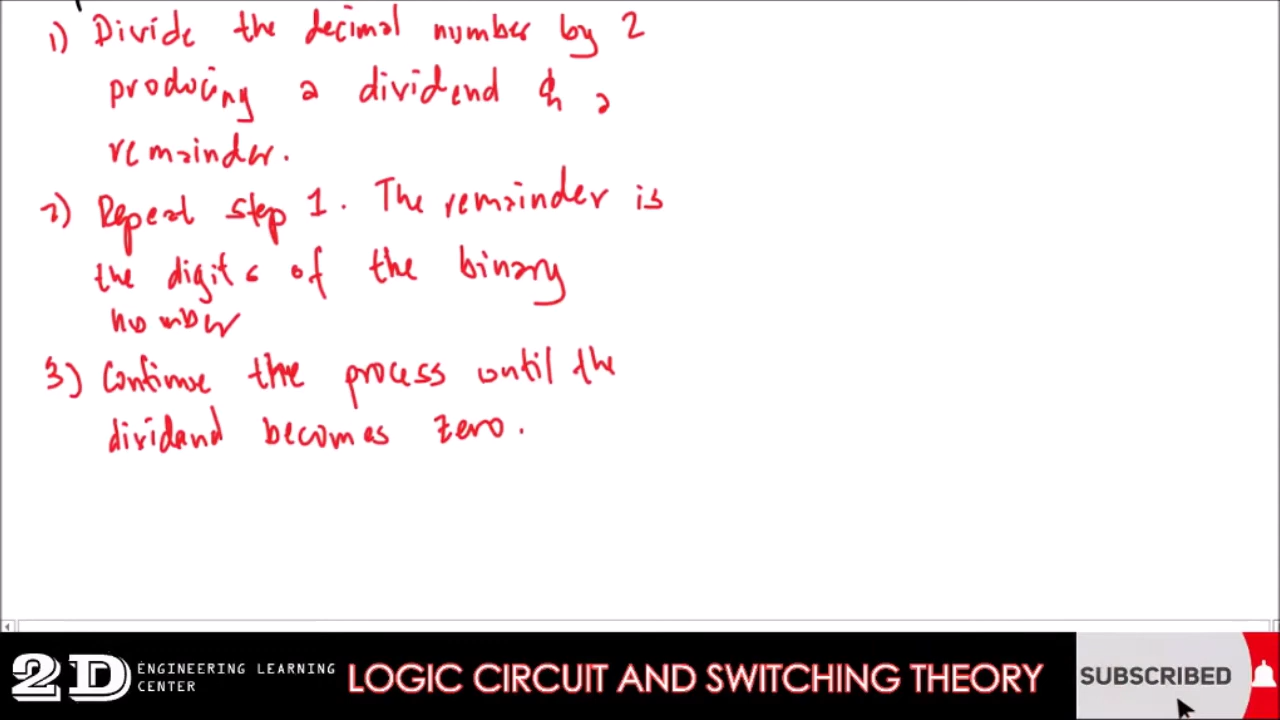 1) Divide the decimal number by 2
producing a dividend & a
remainder.
2) Repeat step 1. The remainder is
the digits of the binary
number
3) Continue the process until the
dividend becomes zero.
2D ENGINEERING LEARNING CENTER
LOGIC CIRCUIT AND SWITCHING THEORY
SUBSCRIBED